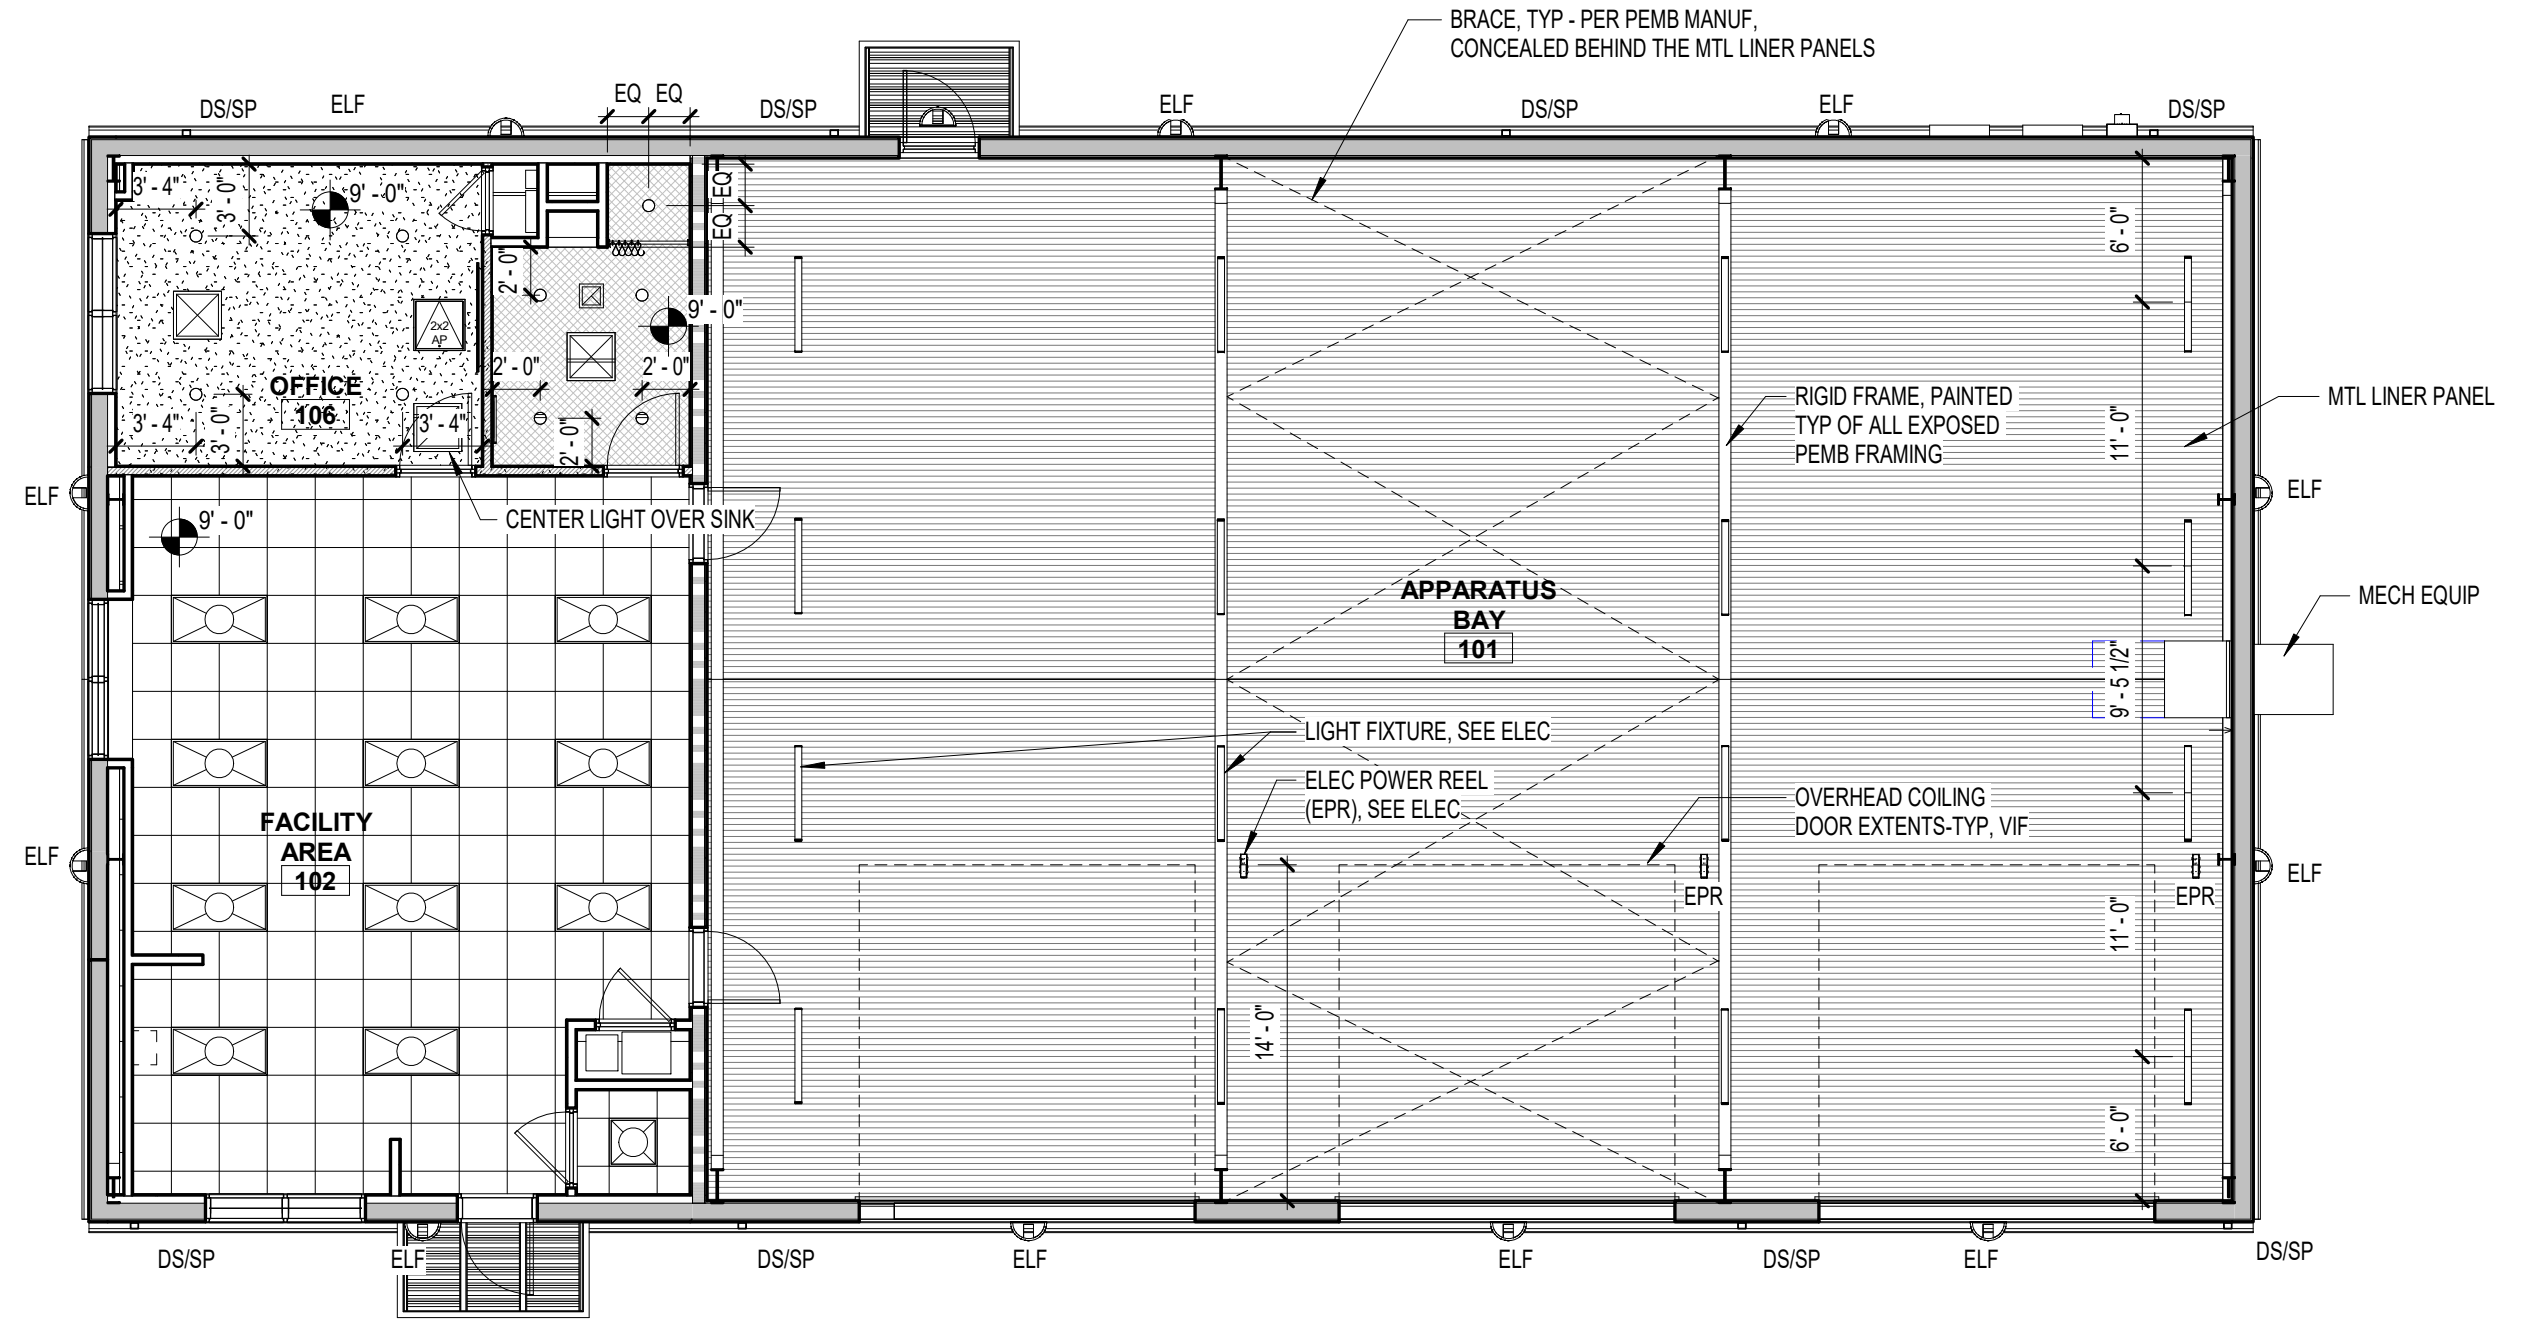 BRACE, TYP - PER PEMB MANUF,
CONCEALED BEHIND THE MTL LINER PANELS
DS/SP
ELF
EQ
EQ
DS/SP
ELF
DS/SP
ELF
DS/SP
3' - 4"
3' - 0"
9' - 0"
EQ
EQ
6' - 0"
2' - 0"
9' - 0"
2x2
AP
2' - 0"
2' - 0"
OFFICE
106
3' - 4"
3' - 0"
3' - 4"
2' - 0"
RIGID FRAME, PAINTED
TYP OF ALL EXPOSED
PEMB FRAMING
11' - 0"
MTL LINER PANEL
ELF
9' - 0"
CENTER LIGHT OVER SINK
ELF
APPARATUS
BAY
101
MECH EQUIP
9' - 5 1/2"
LIGHT FIXTURE, SEE ELEC
ELEC POWER REEL
(EPR), SEE ELEC
OVERHEAD COILING
DOOR EXTENTS-TYP, VIF
FACILITY
AREA
102
ELF
ELF
EPR
EPR
11' - 0"
14' - 0"
6' - 0"
DS/SP
ELF
DS/SP
ELF
ELF
DS/SP
ELF
DS/SP